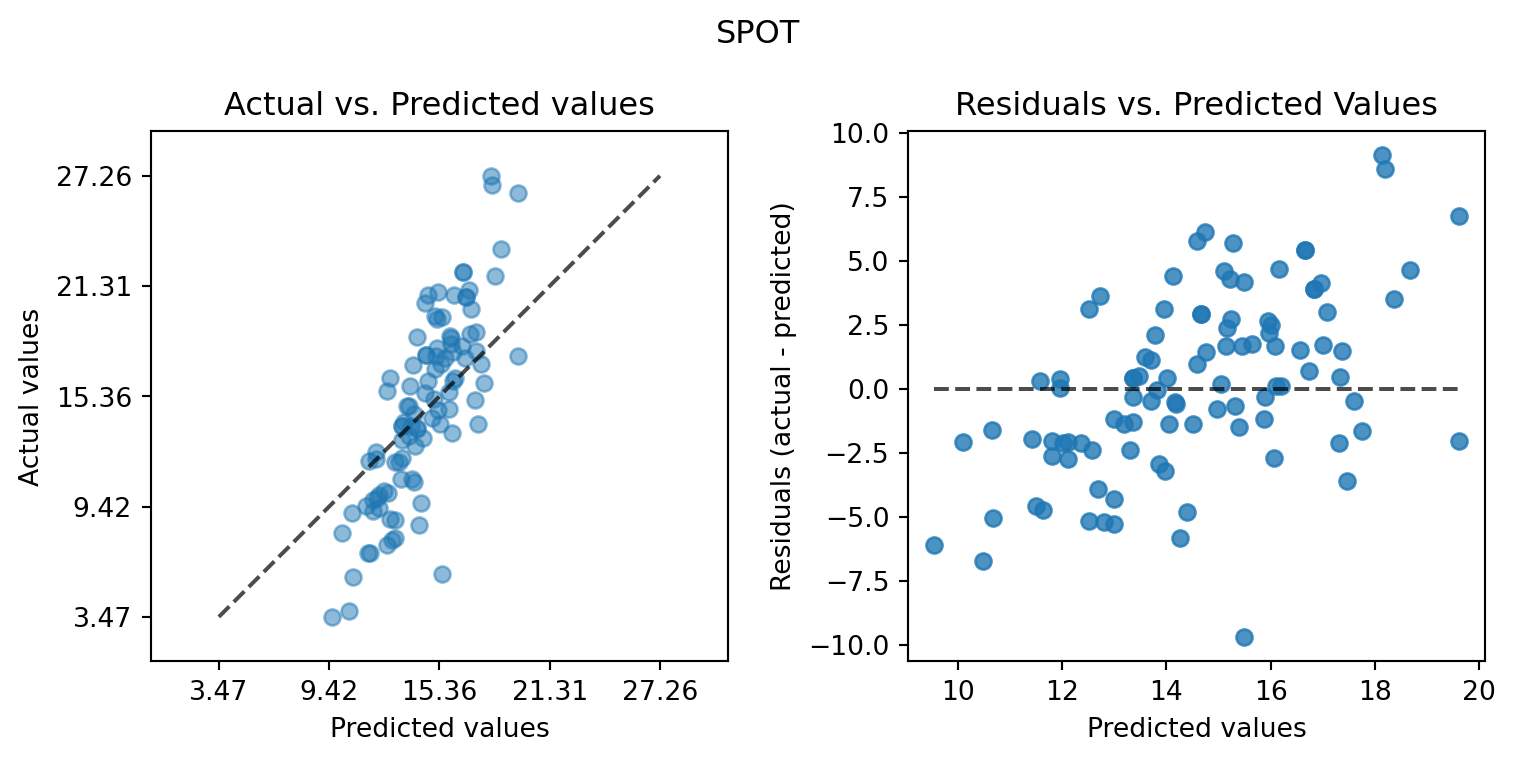 SPOT
Actual vs. Predicted values
Actual values
27.26
21.31
15.36
9.42
3.47
3.47 9.42 15.36 21.31 27.26
Predicted values
Residuals vs. Predicted Values
Residuals (actual - predicted)
10.0
7.5
5.0
2.5
0.0
−2.5
−5.0
−7.5
−10.0
10 12 14 16 18 20
Predicted values